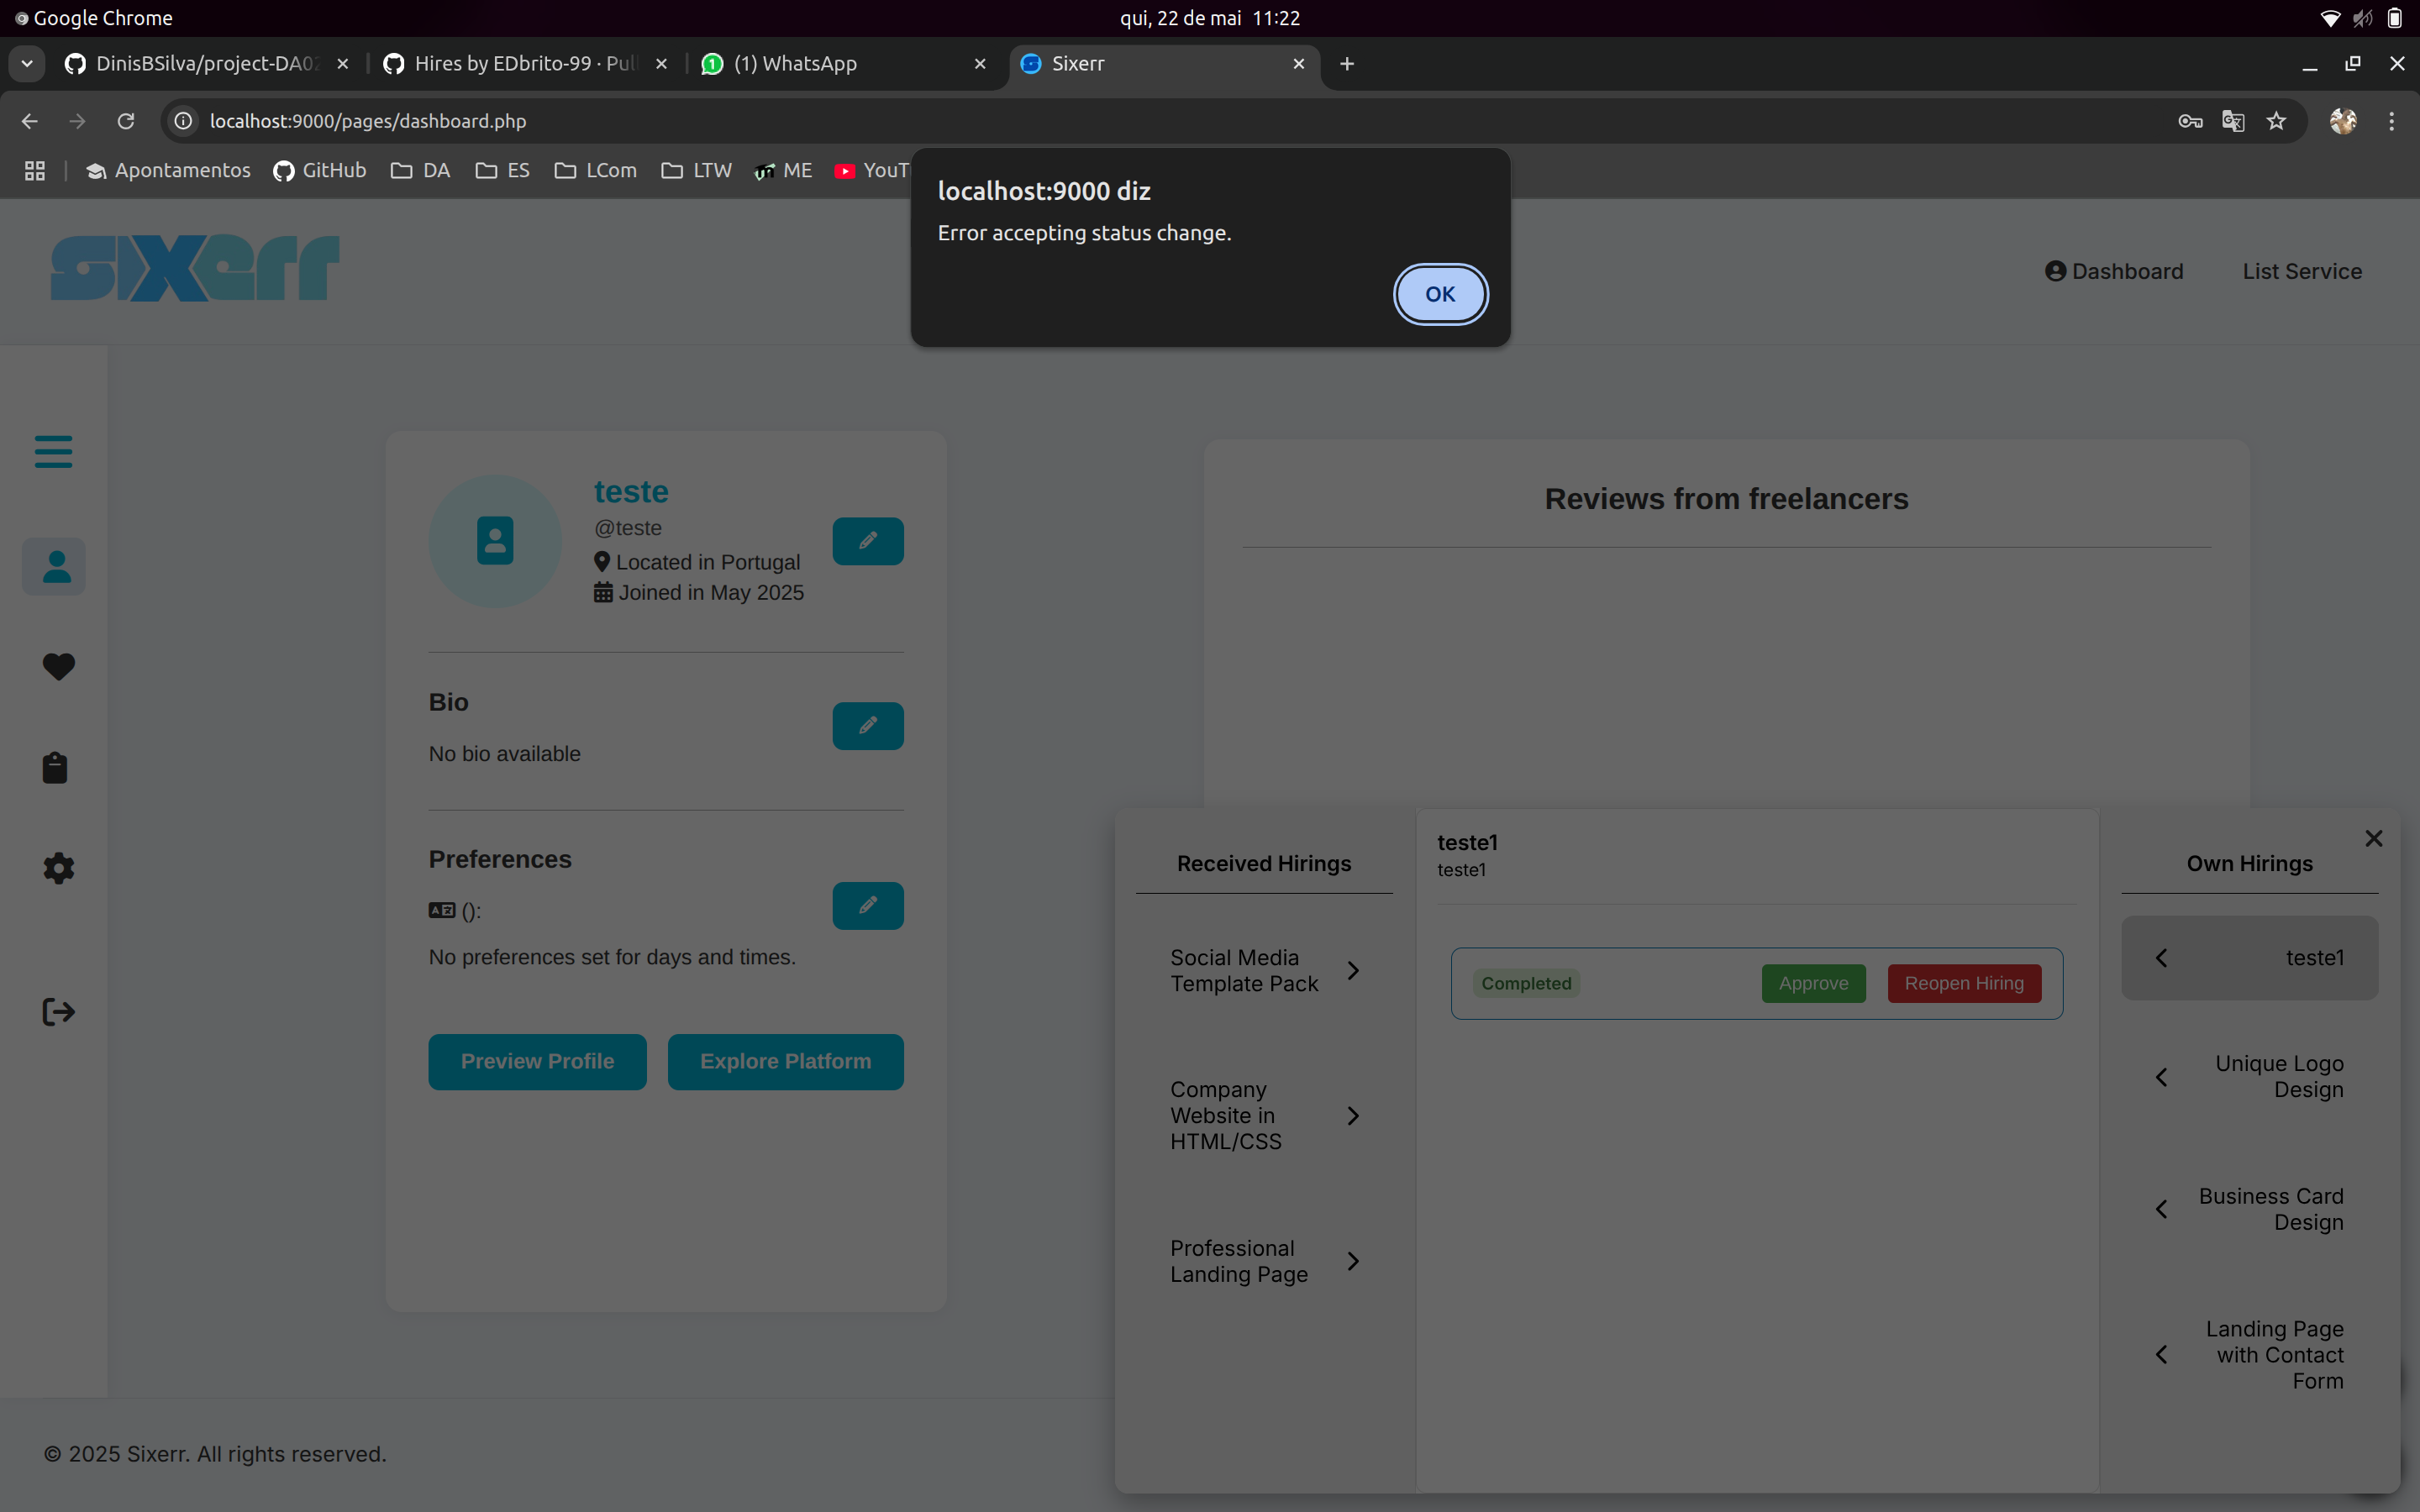 Google Chrome
qui, 22 de mai 11:22
DinisBSilva/project-DA02
Hires by EDbrito-99 · Pul
(1) WhatsApp
Sixerr
localhost:9000/pages/dashboard.php
Apontamentos
GitHub
DA
ES
LCom
LTW
ME
YouT
localhost:9000 diz
Error accepting status change.
OK
sixerr
Dashboard
List Service
teste
@teste
Located in Portugal
Joined in May 2025
Bio
No bio available
Preferences
():
No preferences set for days and times.
Preview Profile
Explore Platform
Reviews from freelancers
Received Hirings
Social Media
Template Pack
Company
Website in
HTML/CSS
Professional
Landing Page
teste1
teste1
Completed
Approve
Reopen Hiring
Own Hirings
teste1
Unique Logo
Design
Business Card
Design
Landing Page
with Contact
Form
© 2025 Sixerr. All rights reserved.